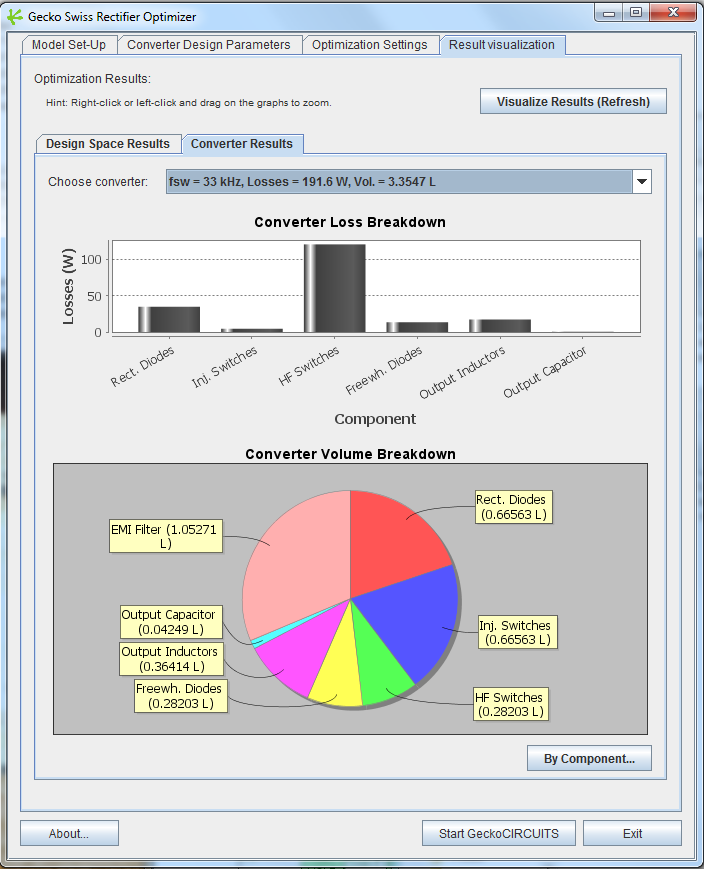 Gecko Swiss Rectifier Optimizer
Model Set-Up Converter Design Parameters Optimization Settings Result visualization
Optimization Results:
Hint: Right-click or left-click and drag on the graphs to zoom.
Visualize Results (Refresh)
Design Space Results Converter Results
Choose converter: fsw = 33 kHz, Losses = 191.6 W, Vol. = 3.3547 L
Converter Loss Breakdown
Losses (W)
100
50
0
Rect. Diodes Inj. Switches HF Switches Freewh. Diodes Output Inductors Output Capacitor
Component
Converter Volume Breakdown
Rect. Diodes
(0.66563 L)
EMI Filter (1.05271
L)
Output Capacitor
(0.04249 L)
Inj. Switches
(0.66563 L)
Output Inductors
(0.36414 L)
Freewh. Diodes
(0.28203 L)
HF Switches
(0.28203 L)
By Component...
About... Start GeckoCIRCUITS Exit